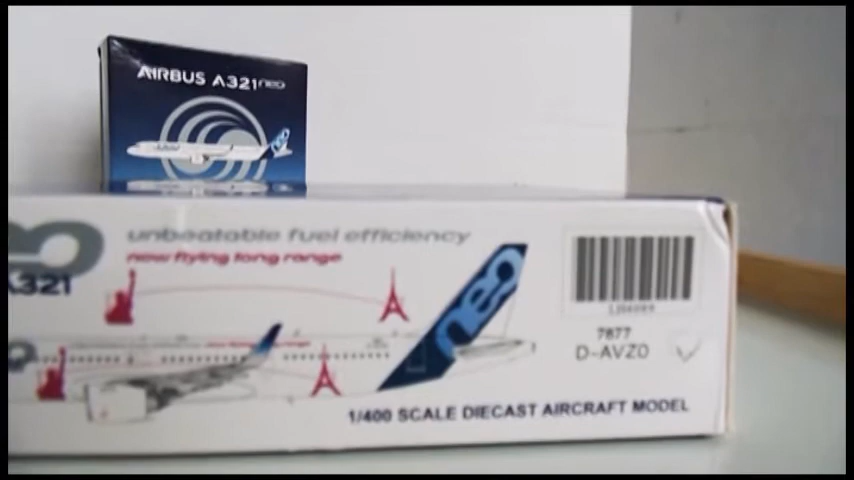 AIRBUS A321neo
neo
unbeatable fuel efficiency
now flying long range
A321
neo
7877
D-AVZO
1/400 SCALE DIECAST AIRCRAFT MODEL